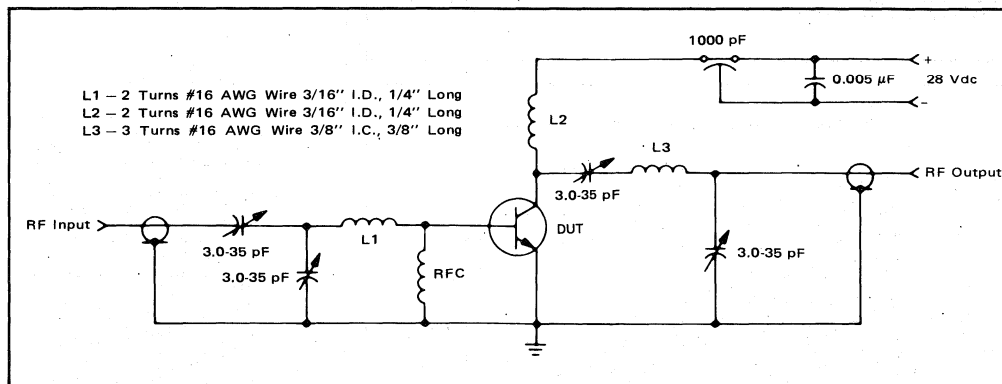 1000 pF
+
0.005 μF
28 Vdc
-
L1 – 2 Turns #16 AWG Wire 3/16" I.D., 1/4" Long
L2 – 2 Turns #16 AWG Wire 3/16" I.D., 1/4" Long
L3 – 3 Turns #16 AWG Wire 3/8" I.C., 3/8" Long
L2
L3
3.0-35 pF
RF Output
RF Input
DUT
L1
3.0-35 pF
3.0-35 pF
RFC
3.0-35 pF